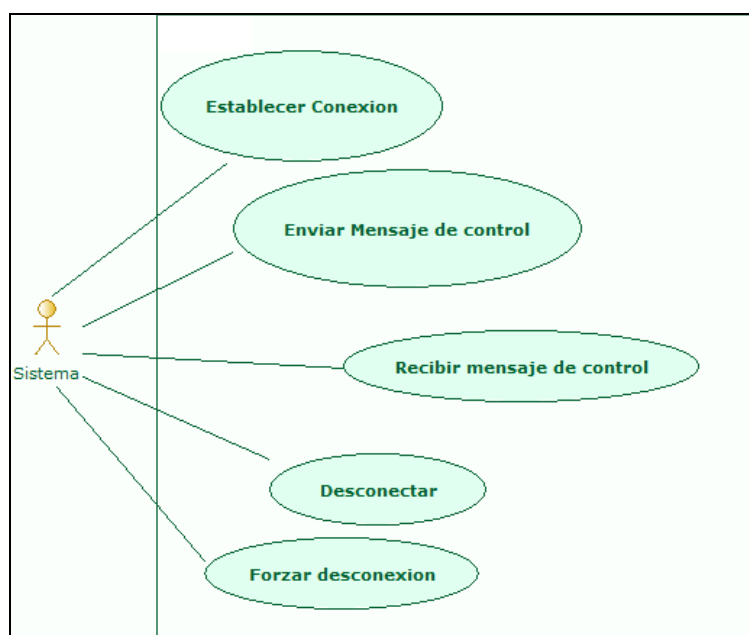 Establecer Conexion
Enviar Mensaje de control
Recibir mensaje de control
Sistema
Desconectar
Forzar desconexion